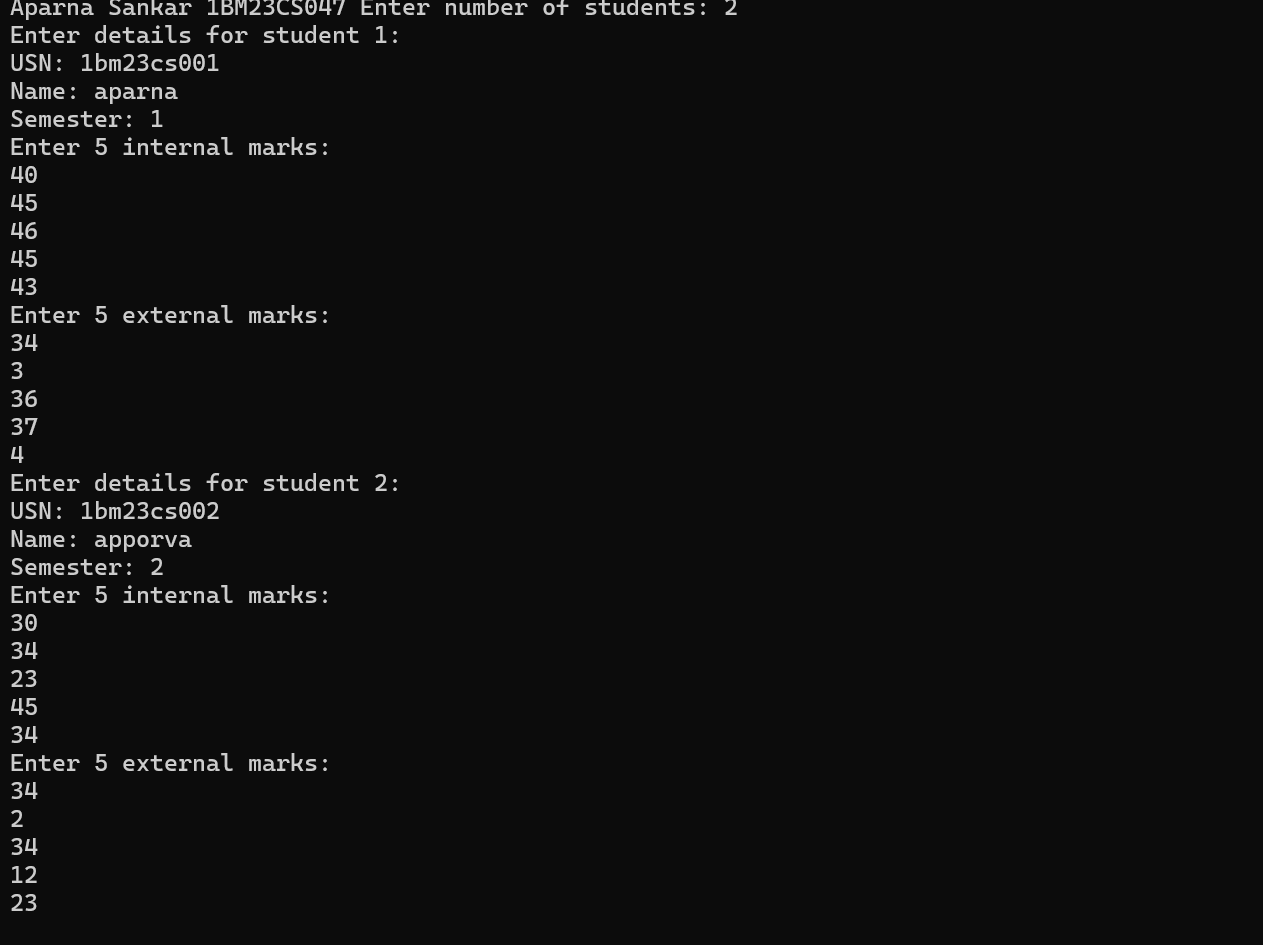 Aparna Sankar 1BM23CS047 Enter number of students: 2
Enter details for student 1:
USN: 1bm23cs001
Name: aparna
Semester: 1
Enter 5 internal marks:
40
45
46
45
43
Enter 5 external marks:
34
3
36
37
4
Enter details for student 2:
USN: 1bm23cs002
Name: apporva
Semester: 2
Enter 5 internal marks:
30
34
23
45
34
Enter 5 external marks:
34
2
34
12
23